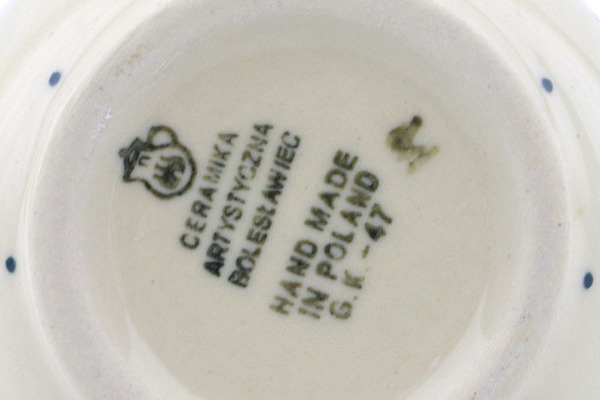 CERAMIKA
ARTYSTYCZNA
BOLESŁAWIEC
HAND MADE
IN POLAND
G.K. - 47